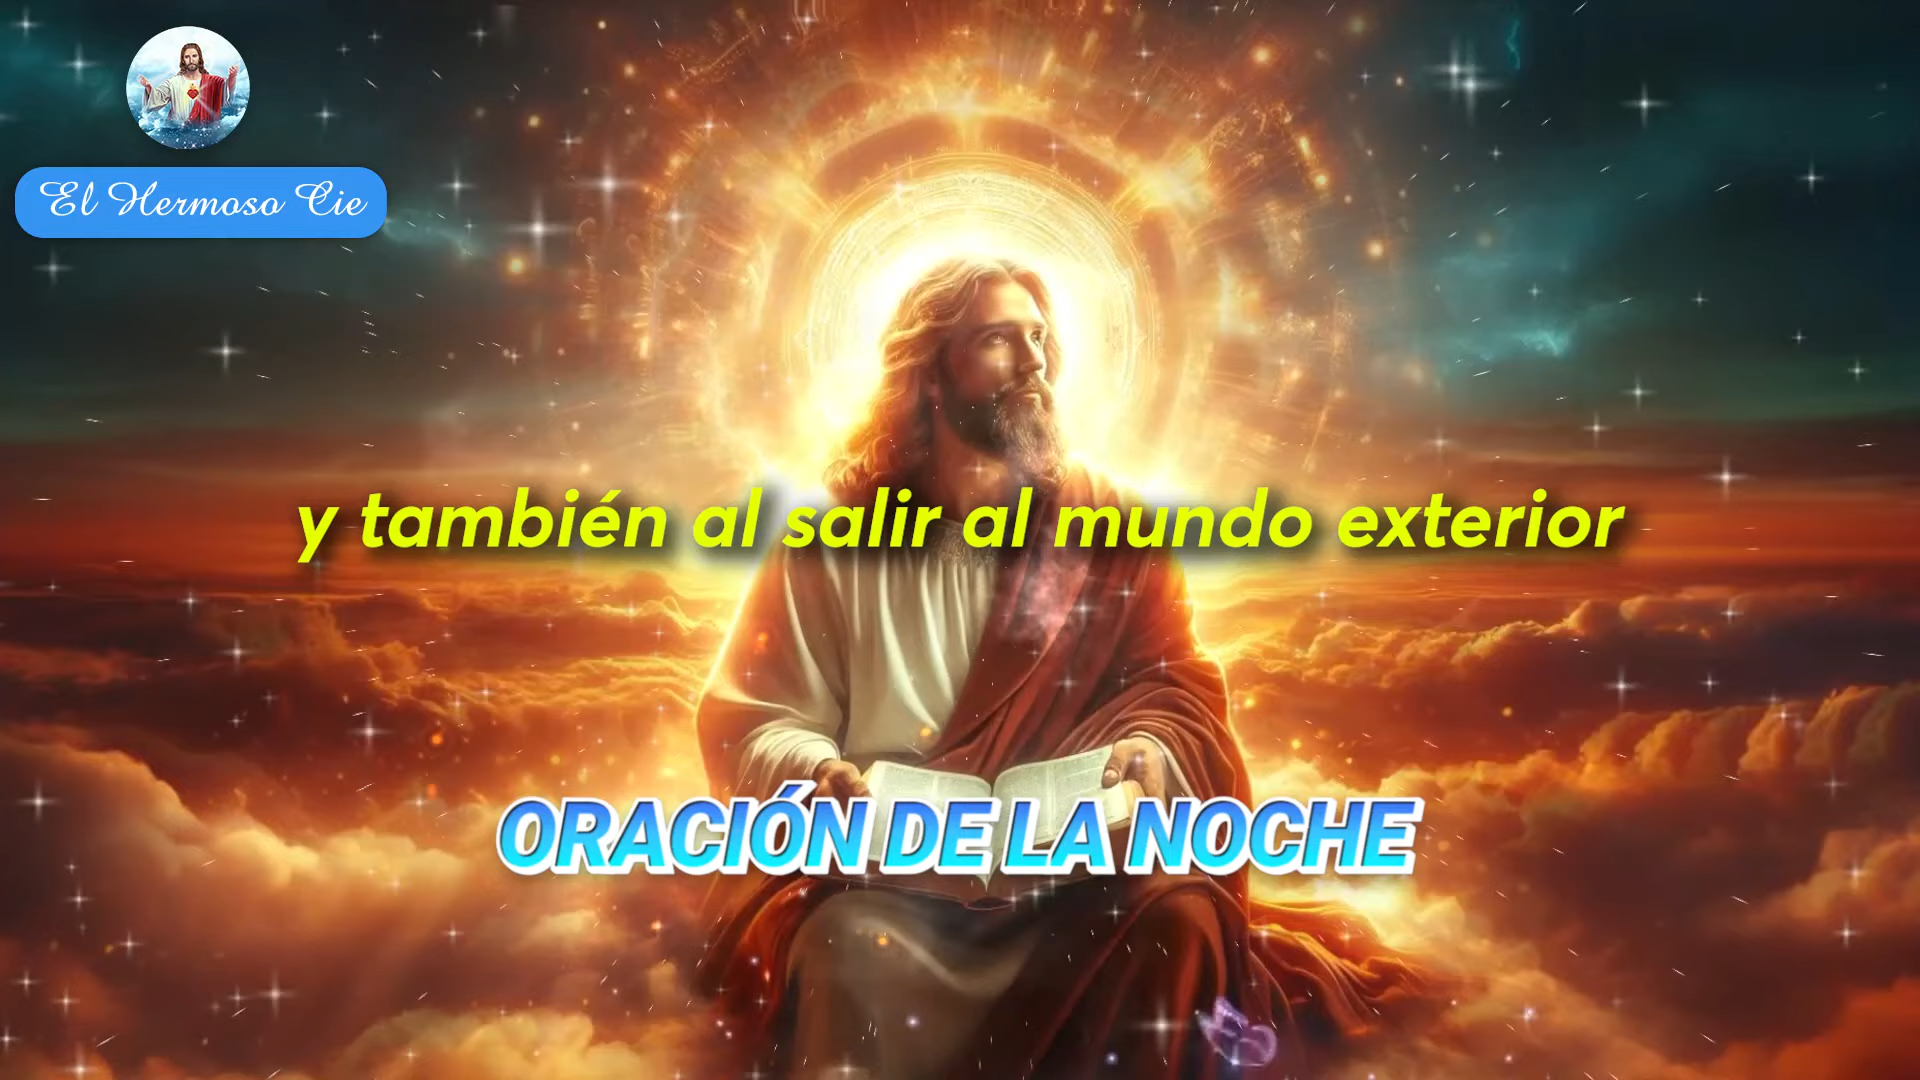 El Hermoso Cie
y también al salir al mundo exterior
ORACIÓN DE LA NOCHE